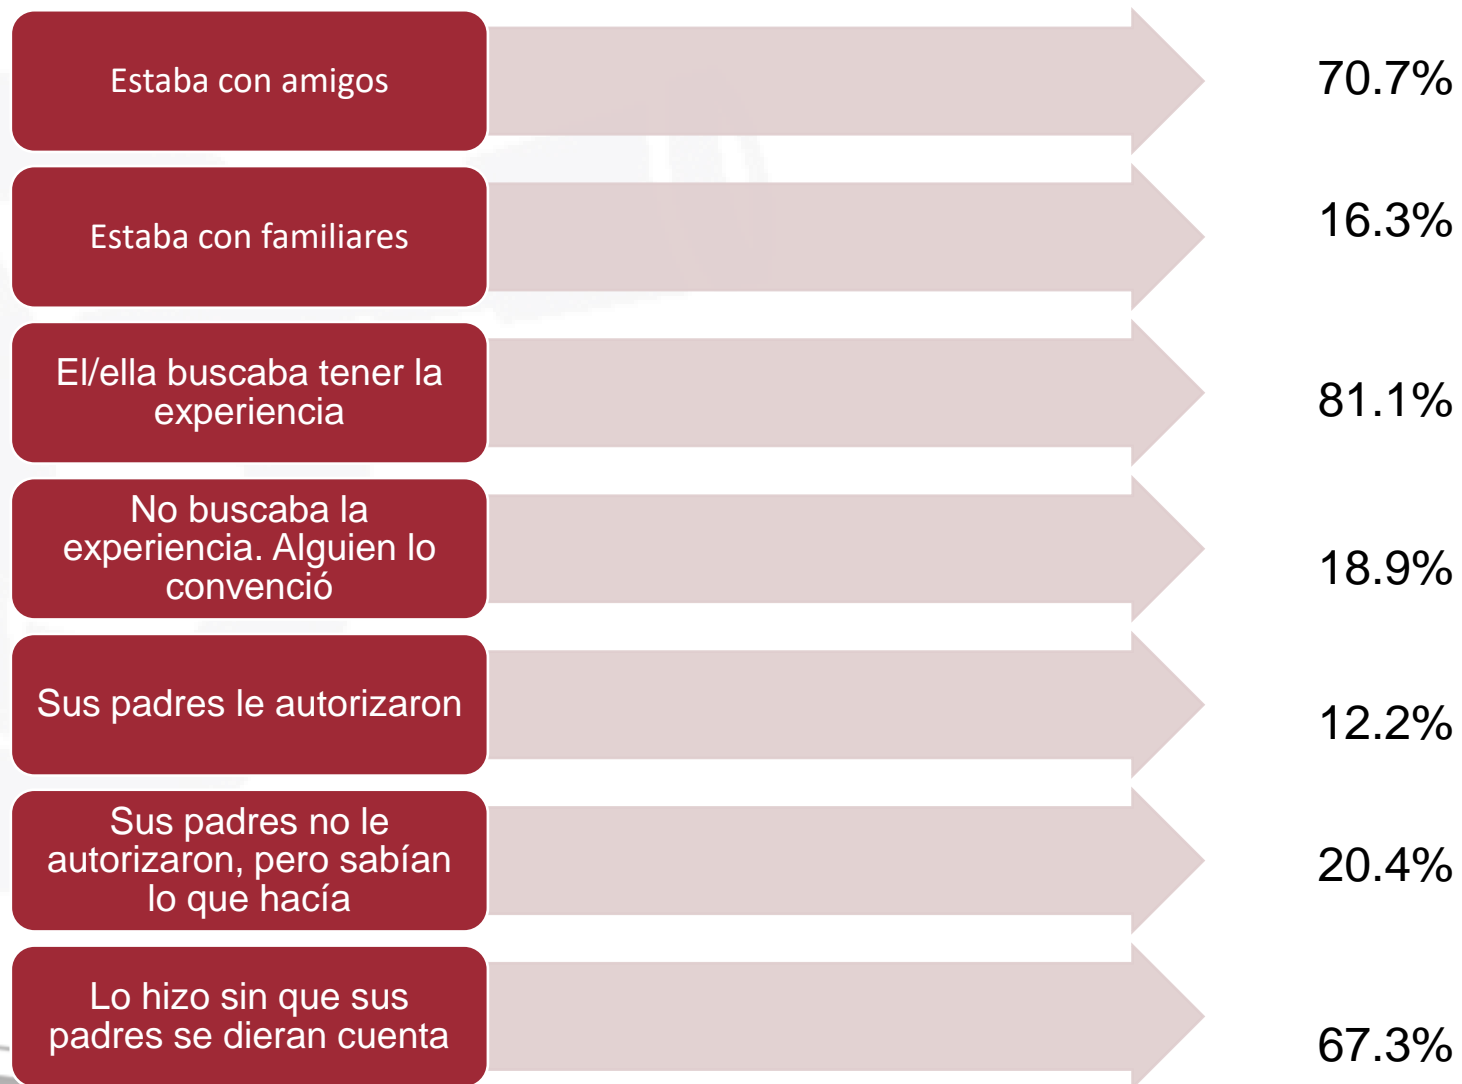 Estaba con amigos
70.7%
Estaba con familiares
16.3%
El/ella buscaba tener la
experiencia
81.1%
No buscaba la
experiencia. Alguien lo
convenció
18.9%
Sus padres le autorizaron
12.2%
Sus padres no le
autorizaron, pero sabían
lo que hacía
20.4%
Lo hizo sin que sus
padres se dieran cuenta
67.3%